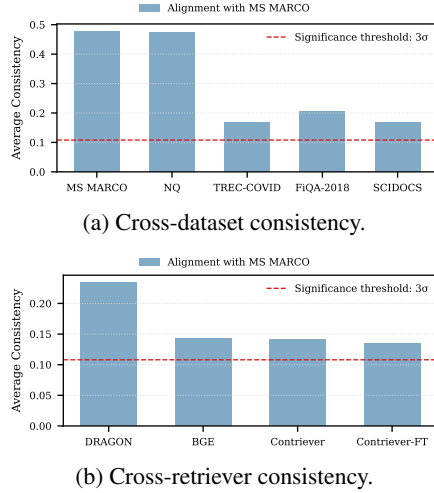 Alignment with MS MARCO
Average Consistency
0.5
0.4
0.3
0.2
0.1
0.0
Significance threshold: 3σ
MS MARCO NQ TREC-COVID FiQA-2018 SCIDOCS
(a) Cross-dataset consistency.
Alignment with MS MARCO
Average Consistency
0.20
0.15
0.10
0.05
0.00
Significance threshold: 3σ
DRAGON BGE Contriever Contriever-FT
(b) Cross-retriever consistency.